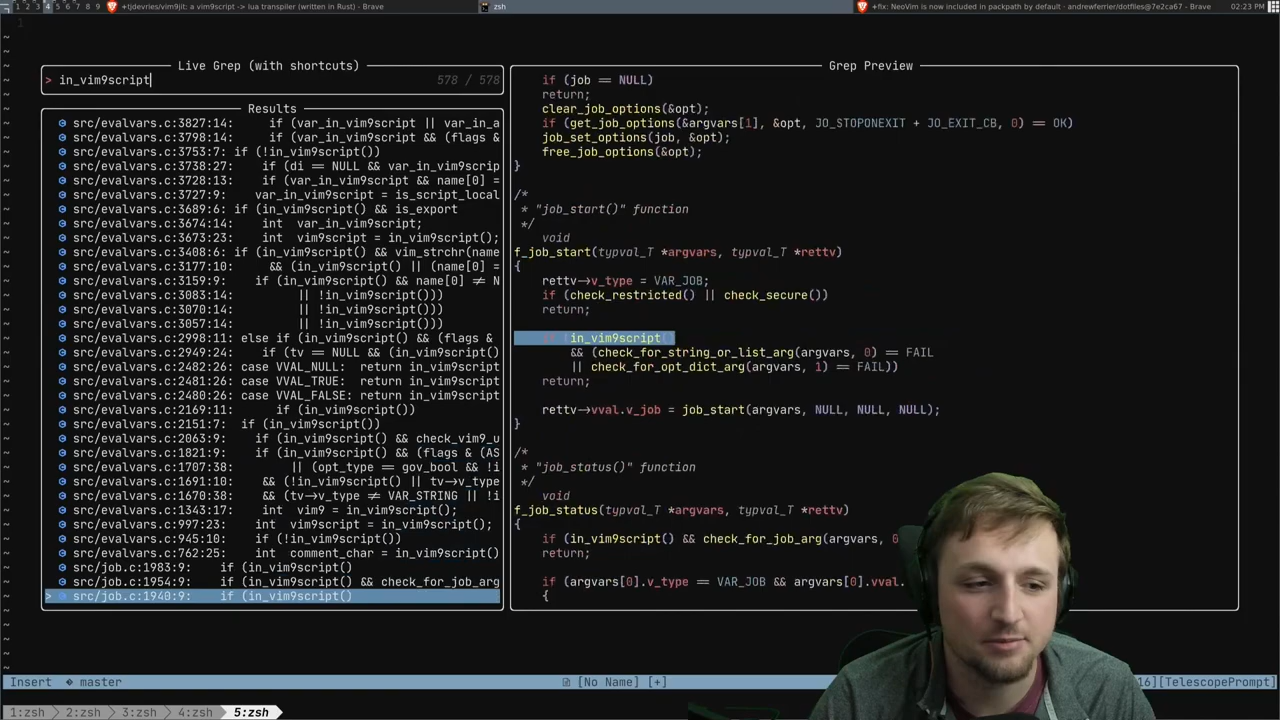 1 2 3 4 5 6 7 8 9 +tjdevries/vim9jit: a vim9script -> lua transpiler (written in Rust) - Brave zsh +fix: NeoVim is now included in packpath by default · andrewferrier/dotfiles@7e2ca67 - Brave 02:23 PM
1
Live Grep (with shortcuts)
> in_vim9script 578 / 578
Results
src/evalvars.c:3827:14: if (var_in_vim9script || var_in_a
src/evalvars.c:3798:14: if (var_in_vim9script && (flags &
src/evalvars.c:3753:7: if (!in_vim9script())
src/evalvars.c:3738:27: if (di == NULL && var_in_vim9scrip
src/evalvars.c:3728:13: if (var_in_vim9script && name[0] =
src/evalvars.c:3727:9: var_in_vim9script = is_script_local
src/evalvars.c:3689:6: if (in_vim9script() && is_export
src/evalvars.c:3674:14: int var_in_vim9script;
src/evalvars.c:3673:23: int vim9script = in_vim9script();
src/evalvars.c:3408:6: if (in_vim9script() && vim_strchr(name
src/evalvars.c:3177:10: && (in_vim9script() || (name[0] =
src/evalvars.c:3159:9: if (in_vim9script() && name[0] ≠ N
src/evalvars.c:3083:14: || !in_vim9script()))
src/evalvars.c:3070:14: || !in_vim9script()))
src/evalvars.c:3057:14: || !in_vim9script()))
src/evalvars.c:2998:11: else if (in_vim9script() && (flags &
src/evalvars.c:2949:24: if (tv == NULL && (in_vim9script()
src/evalvars.c:2482:26: case VVAL_NULL: return in_vim9script
src/evalvars.c:2481:26: case VVAL_TRUE: return in_vim9script
src/evalvars.c:2480:26: case VVAL_FALSE: return in_vim9script
src/evalvars.c:2169:11: if (in_vim9script())
src/evalvars.c:2151:7: if (in_vim9script())
src/evalvars.c:2063:9: if (in_vim9script() && check_vim9_u
src/evalvars.c:1821:9: if (in_vim9script() && (flags & (AS
src/evalvars.c:1707:38: || (opt_type == gov_bool && !i
src/evalvars.c:1691:10: && (!in_vim9script() || tv->v_type
src/evalvars.c:1670:38: && (tv->v_type ≠ VAR_STRING || !i
src/evalvars.c:1343:17: int vim9 = in_vim9script();
src/evalvars.c:997:23: int vim9script = in_vim9script();
src/evalvars.c:945:10: if (!in_vim9script())
src/evalvars.c:762:25: int comment_char = in_vim9script()
src/job.c:1983:9: if (in_vim9script()
src/job.c:1954:9: if (in_vim9script() && check_for_job_arg
> src/job.c:1940:9: if (in_vim9script()
Grep Preview
if (job == NULL)
return;
clear_job_options(&opt);
if (get_job_options(&argvars[1], &opt, JO_STOPONEXIT + JO_EXIT_CB, 0) == OK)
job_set_options(job, &opt);
free_job_options(&opt);
}
/*
* "job_start()" function
*/
void
f_job_start(typval_T *argvars, typval_T *rettv)
{
rettv->v_type = VAR_JOB;
if (check_restricted() || check_secure())
return;
if (in_vim9script()
&& (check_for_string_or_list_arg(argvars, 0) == FAIL
|| check_for_opt_dict_arg(argvars, 1) == FAIL))
return;
rettv->vval.v_job = job_start(argvars, NULL, NULL, NULL);
}
/*
* "job_status()" function
*/
void
f_job_status(typval_T *argvars, typval_T *rettv)
{
if (in_vim9script() && check_for_job_arg(argvars, 0
return;
if (argvars[0].v_type == VAR_JOB && argvars[0].vval.
{
Insert master [No Name] [+] 16][TelescopePrompt]
1:zsh 2:zsh 3:zsh 4:zsh 5:zsh